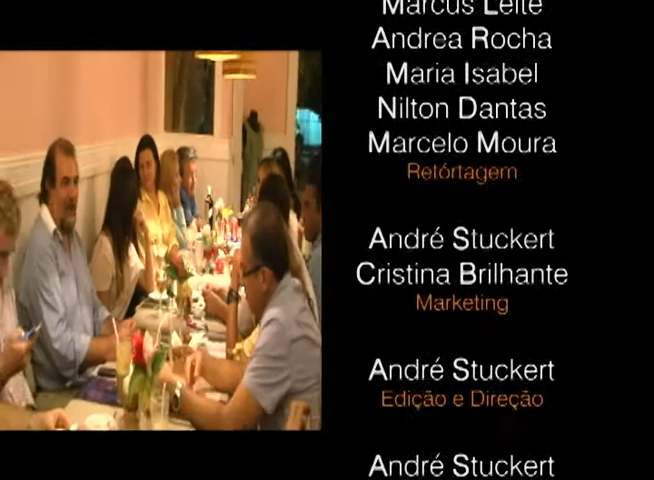 Marcus Leite
Andrea Rocha
Maria Isabel
Nilton Dantas
Marcelo Moura
Retórtagem
André Stuckert
Cristina Brilhante
Marketing
André Stuckert
Edição e Direção
André Stuckert